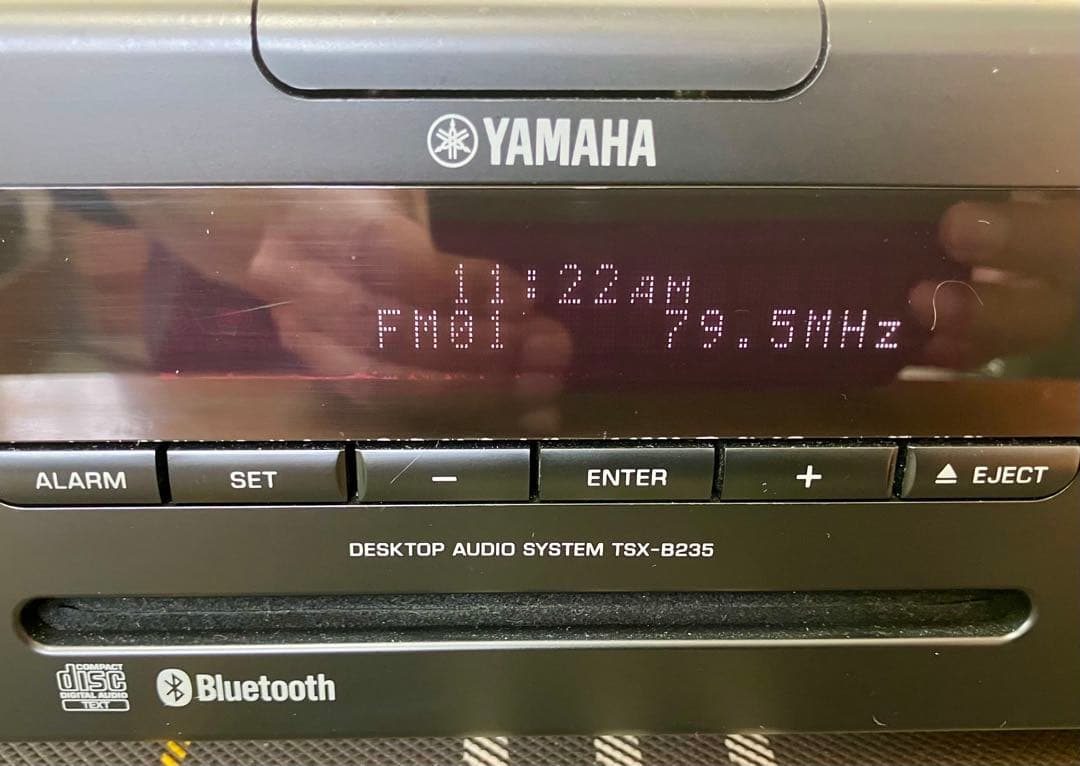 YAMAHA
11:22AM
FM01 79.5MHz
ALARM SET − ENTER + EJECT
DESKTOP AUDIO SYSTEM TSX-B235
COMPACT
disc
DIGITAL AUDIO
TEXT
Bluetooth